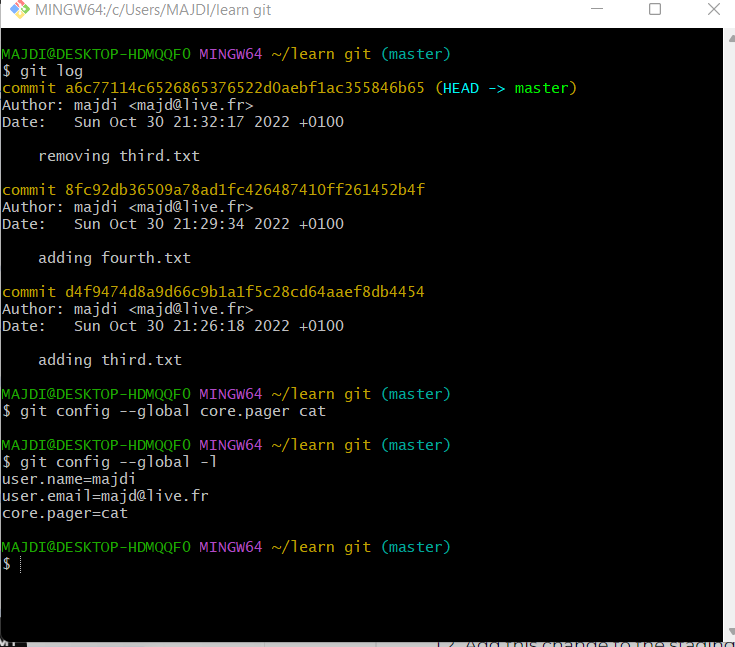 MINGW64:/c/Users/MAJDI/learn git
MAJDI@DESKTOP-HDMQQF0 MINGW64 ~/learn git (master)
$ git log
commit a6c77114c6526865376522d0aebf1ac355846b65 (HEAD -> master)
Author: majdi <majd@live.fr>
Date:   Sun Oct 30 21:32:17 2022 +0100
    removing third.txt
commit 8fc92db36509a78ad1fc426487410ff261452b4f
Author: majdi <majd@live.fr>
Date:   Sun Oct 30 21:29:34 2022 +0100
    adding fourth.txt
commit d4f9474d8a9d66c9b1a1f5c28cd64aaef8db4454
Author: majdi <majd@live.fr>
Date:   Sun Oct 30 21:26:18 2022 +0100
    adding third.txt
MAJDI@DESKTOP-HDMQQF0 MINGW64 ~/learn git (master)
$ git config --global core.pager cat
MAJDI@DESKTOP-HDMQQF0 MINGW64 ~/learn git (master)
$ git config --global -l
user.name=majdi
user.email=majd@live.fr
core.pager=cat
MAJDI@DESKTOP-HDMQQF0 MINGW64 ~/learn git (master)
$
Add this change to the staging